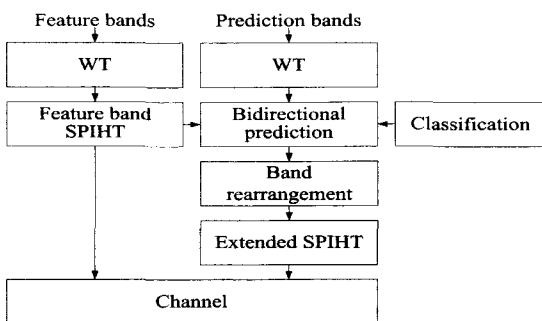 Feature bands
Prediction bands
WT
WT
Feature band
SPIHT
Bidirectional
prediction
Classification
Band
rearrangement
Extended SPIHT
Channel